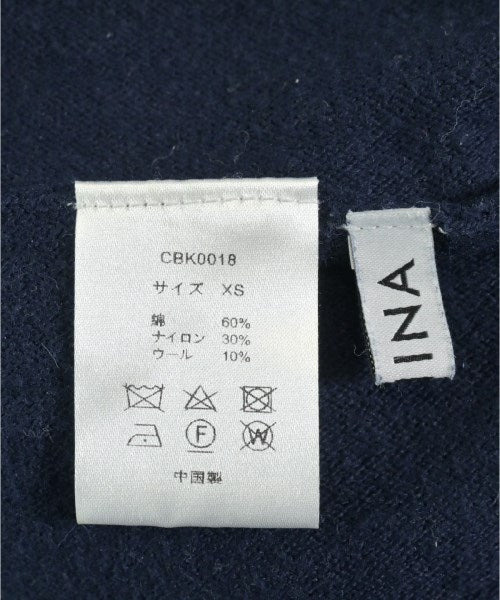 CBK0018
サイズ XS
綿 60%
ナイロン 30%
ウール 10%
F
W
中国製
INA